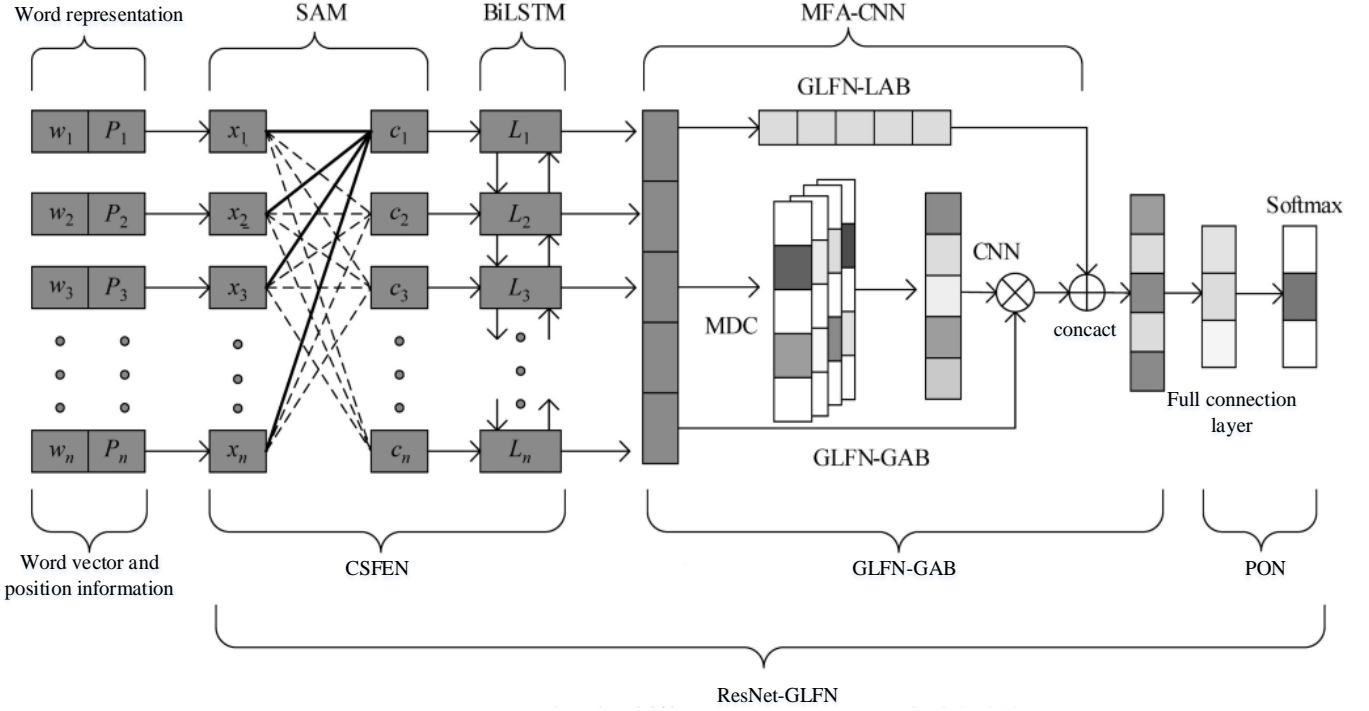 Word representation
SAM
BiLSTM
MFA-CNN
GLFN-LAB
w1 P1 x1 c1 L1
w2 P2 x2 c2 L2
Softmax
CNN
w3 P3 x3 c3 L3
MDC
concact
Full connection
layer
wn Pn xn cn Ln
GLFN-GAB
Word vector and
position information
CSFEN
GLFN-GAB
PON
ResNet-GLFN